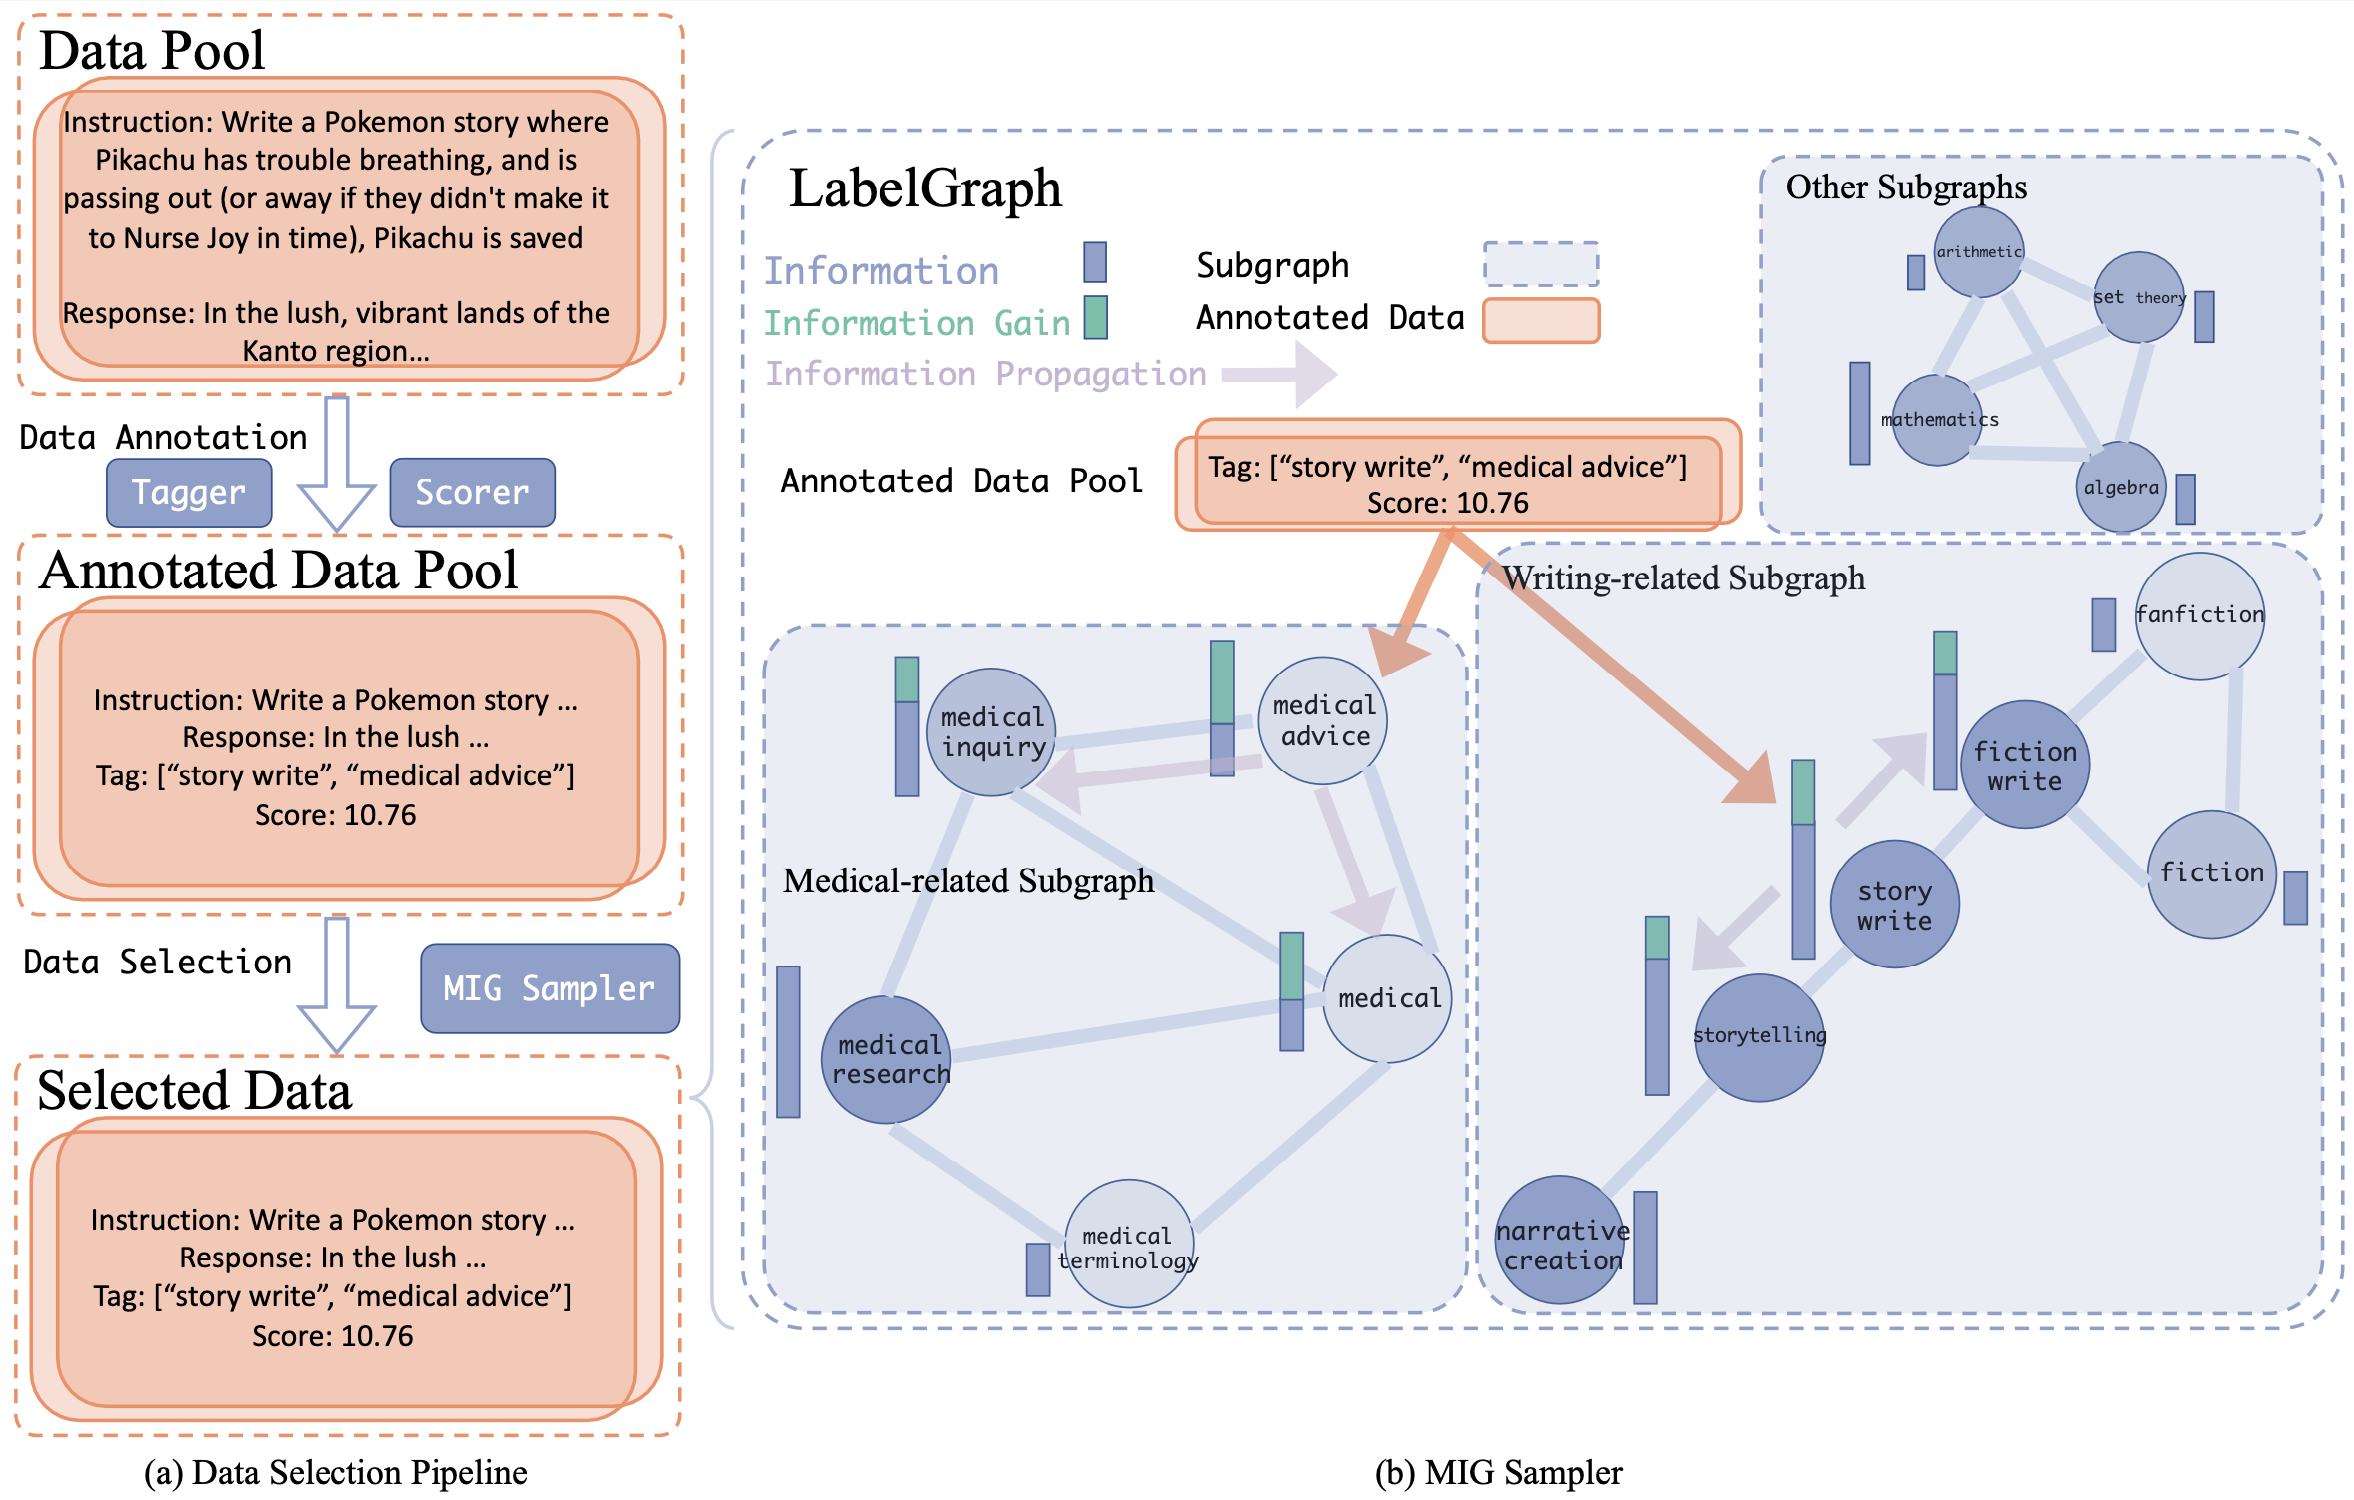 Data Pool
Instruction: Write a Pokemon story where
Pikachu has trouble breathing, and is
passing out (or away if they didn't make it
to Nurse Joy in time), Pikachu is saved
Response: In the lush, vibrant lands of the
Kanto region...
Data Annotation
Tagger
Scorer
Annotated Data Pool
Instruction: Write a Pokemon story ...
Response: In the lush ...
Tag: [“story write”, “medical advice”]
Score: 10.76
Data Selection
MIG Sampler
Selected Data
Instruction: Write a Pokemon story ...
Response: In the lush ...
Tag: [“story write”, “medical advice”]
Score: 10.76
(a) Data Selection Pipeline
LabelGraph
Information
Information Gain
Information Propagation
Subgraph
Annotated Data
Annotated Data Pool
Tag: [“story write”, “medical advice”]
Score: 10.76
Other Subgraphs
arithmetic
set theory
mathematics
algebra
Medical-related Subgraph
medical
inquiry
medical
advice
medical
research
medical
medical
terminology
Writing-related Subgraph
fanfiction
fiction
write
fiction
story
write
storytelling
narrative
creation
(b) MIG Sampler